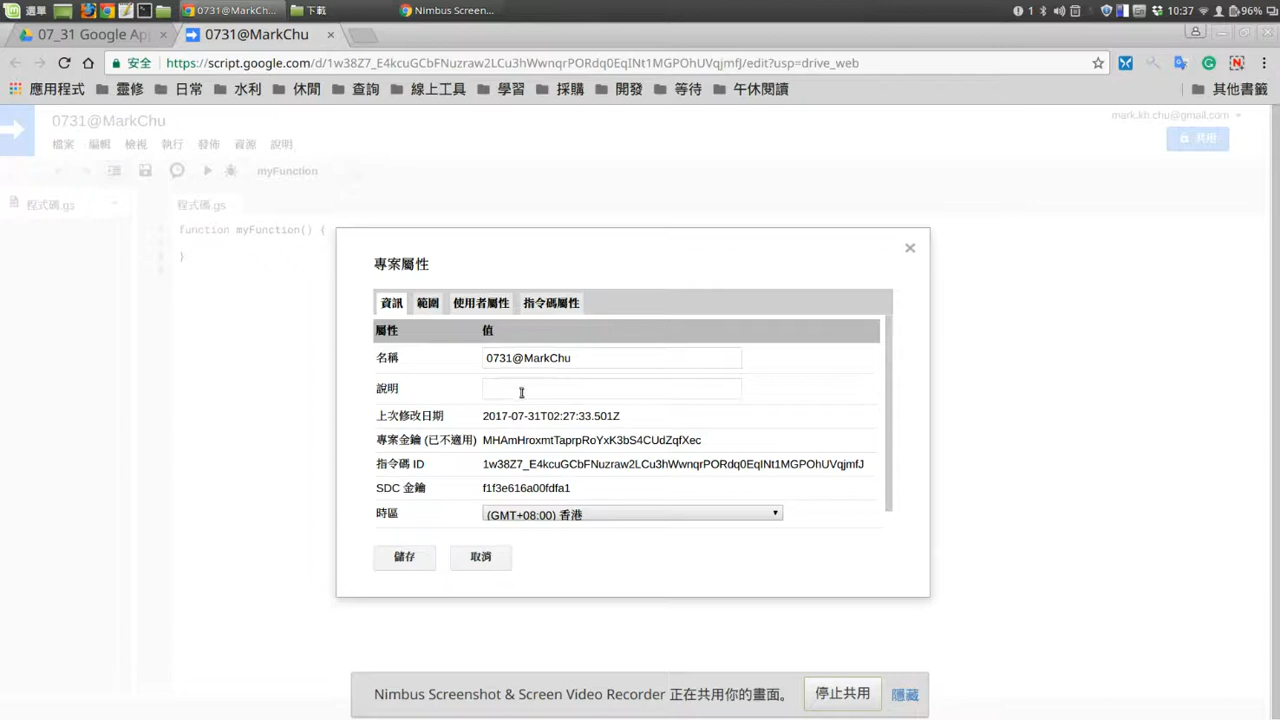 選單 0731@MarkCh... 下載 Nimbus Screen... 1 10:37 96%
07_31 Google Ap 0731@MarkChu
安全 https://script.google.com/d/1w38Z7_E4kcuGCbFNuzraw2LCu3hWwnqrPORdq0EqINt1MGPOhUVqjmfJ/edit?usp=drive_web
應用程式 靈修 日常 水利 休閒 查詢 線上工具 學習 採購 開發 等待 午休閱讀 其他書籤
0731@MarkChu mark.kh.chu@gmail.com
檔案 編輯 檢視 執行 發佈 資源 說明 共用
myFunction
程式碼.gs 程式碼.gs
function myFunction() {
}
專案屬性
資訊 範圍 使用者屬性 指令碼屬性
屬性 值
名稱 0731@MarkChu
說明
上次修改日期 2017-07-31T02:27:33.501Z
專案金鑰 (已不適用) MHAmHroxmtTaprpRoYxK3bS4CUdZqfXec
指令碼 ID 1w38Z7_E4kcuGCbFNuzraw2LCu3hWwnqrPORdq0EqINt1MGPOhUVqjmfJ
SDC 金鑰 f1f3e616a00fdfa1
時區 (GMT+08:00) 香港
儲存 取消
Nimbus Screenshot & Screen Video Recorder 正在共用你的畫面。 停止共用 隱藏